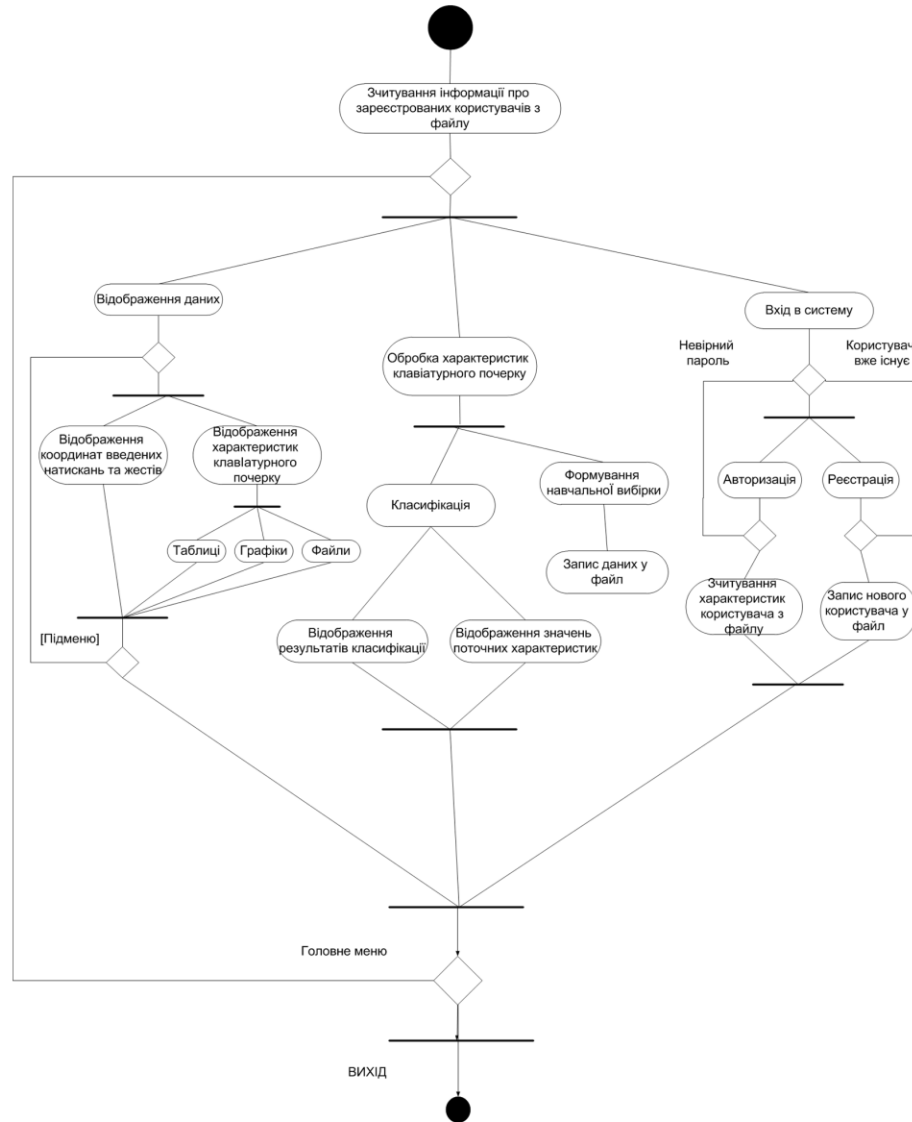 Зчитування інформації про
зареєстрованих користувачів з
файлу
Відображення даних
Вхід в систему
Невірний
пароль
Користувач
вже існує
Обробка характеристик
клавіатурного почерку
Відображення
координат введених
натискань та жестів
Відображення
характеристик
клавІатурного
почерку
Таблиці
Графіки
Файли
Класифікація
Формування
навчальноЇ вибірки
Запис даних у
файл
Авторизація
Реєстрація
Зчитування
характеристик
користувача з
файлу
Запис нового
користувача у
файл
[Підменю]
Відображення
результатів класифікації
Відображення значень
поточних характеристик
Головне меню
ВИХІД